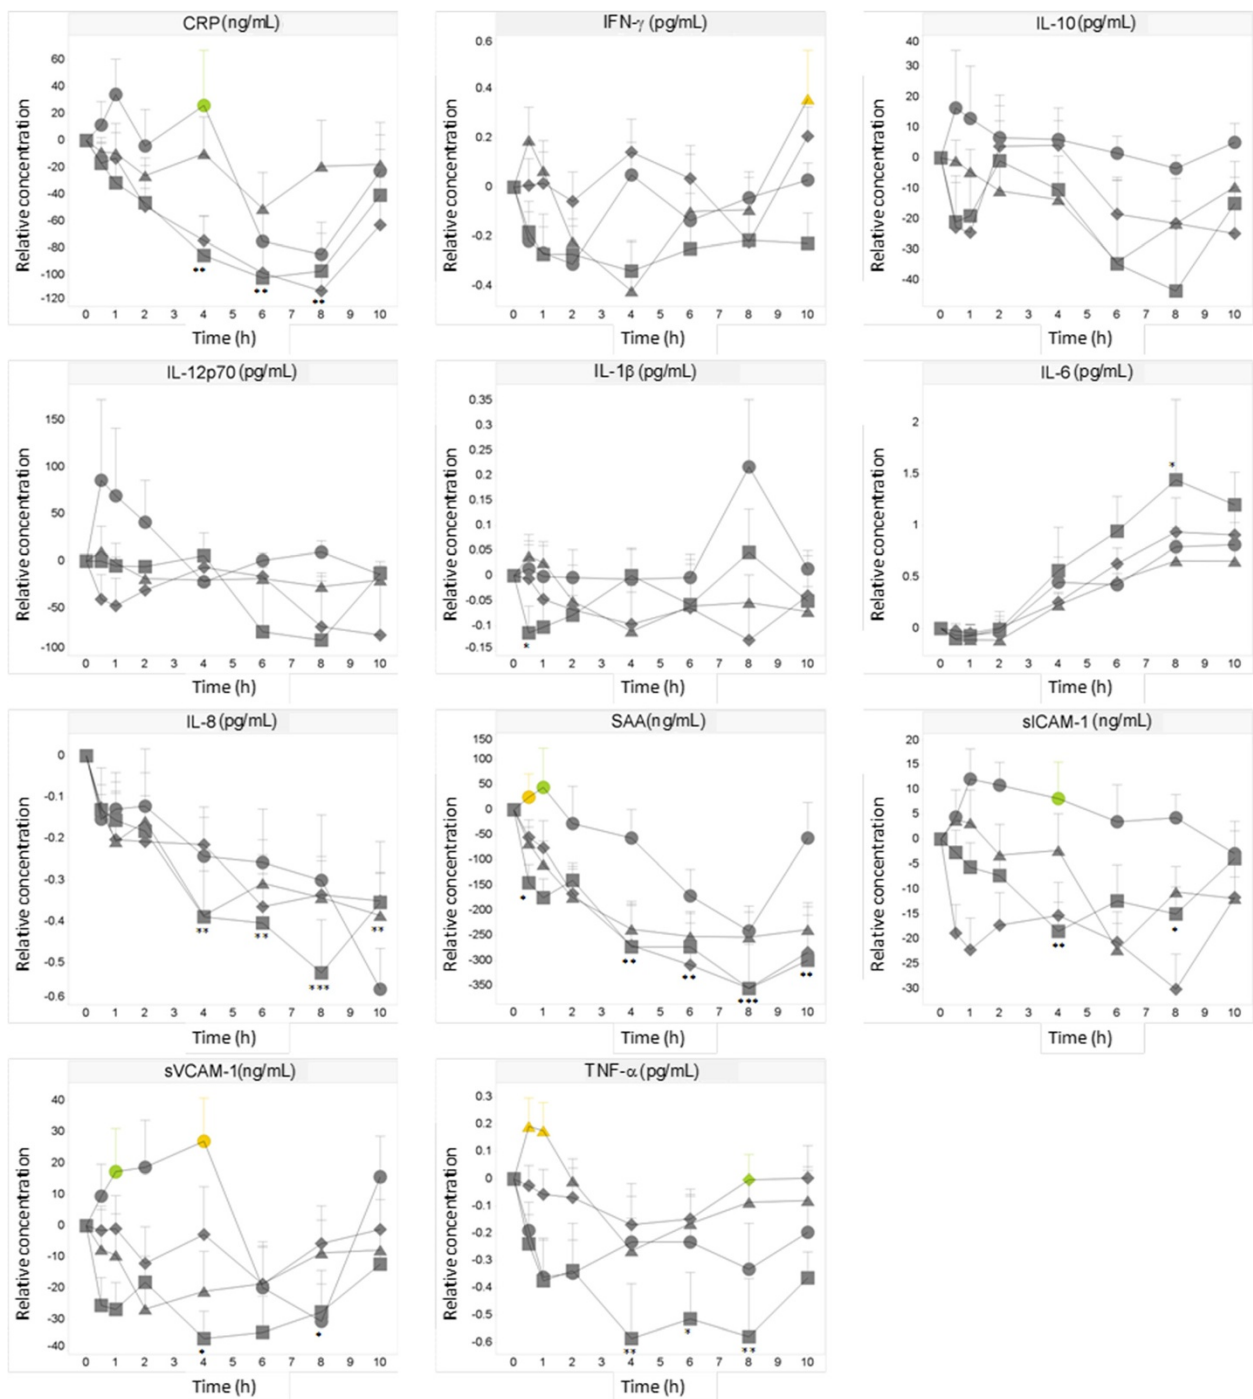 CRP (ng/mL)
Relative concentration
60
40
20
0
-20
-40
-60
-80
-100
-120
**
**
**
0 1 2 3 4 5 6 7 8 9 10
Time (h)
IFN-γ (pg/mL)
Relative concentration
0.6
0.4
0.2
0
-0.2
-0.4
0 1 2 3 4 5 6 7 8 9 10
Time (h)
IL-10 (pg/mL)
Relative concentration
40
30
20
10
0
-10
-20
-30
-40
0 1 2 3 4 5 6 7 8 9 10
Time (h)
IL-12p70 (pg/mL)
Relative concentration
150
100
50
0
-50
-100
0 1 2 3 4 5 6 7 8 9 10
Time (h)
IL-1β (pg/mL)
Relative concentration
0.35
0.3
0.25
0.2
0.15
0.1
0.05
0
-0.05
-0.1
-0.15
*
0 1 2 3 4 5 6 7 8 9 10
Time (h)
IL-6 (pg/mL)
Relative concentration
2
1.5
1
0.5
0
*
0 1 2 3 4 5 6 7 8 9 10
Time (h)
IL-8 (pg/mL)
Relative concentration
0
-0.1
-0.2
-0.3
-0.4
-0.5
-0.6
** ** **
***
0 1 2 3 4 5 6 7 8 9 10
Time (h)
SAA (ng/mL)
Relative concentration
150
100
50
0
-50
-100
-150
-200
-250
-300
-350
*
** ** *** **
0 1 2 3 4 5 6 7 8 9 10
Time (h)
sICAM-1 (ng/mL)
Relative concentration
20
15
10
5
0
-5
-10
-15
-20
-25
-30
** *
0 1 2 3 4 5 6 7 8 9 10
Time (h)
sVCAM-1(ng/mL)
Relative concentration
40
30
20
10
0
-10
-20
-30
-40
* *
0 1 2 3 4 5 6 7 8 9 10
Time (h)
TNF-α (pg/mL)
Relative concentration
0.3
0.2
0.1
0
-0.1
-0.2
-0.3
-0.4
-0.5
-0.6
** * **
0 1 2 3 4 5 6 7 8 9 10
Time (h)